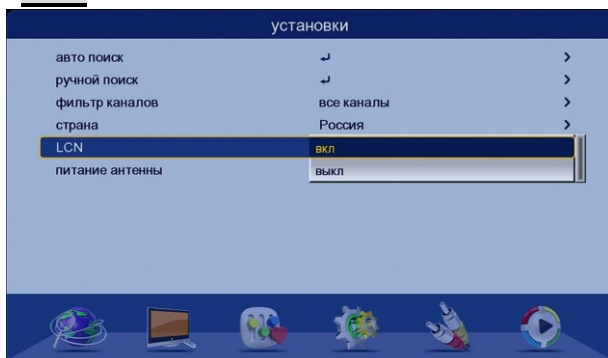 установки
авто поиск
ручной поиск
фильтр каналов все каналы
страна Россия
LCN вкл
питание антенны выкл